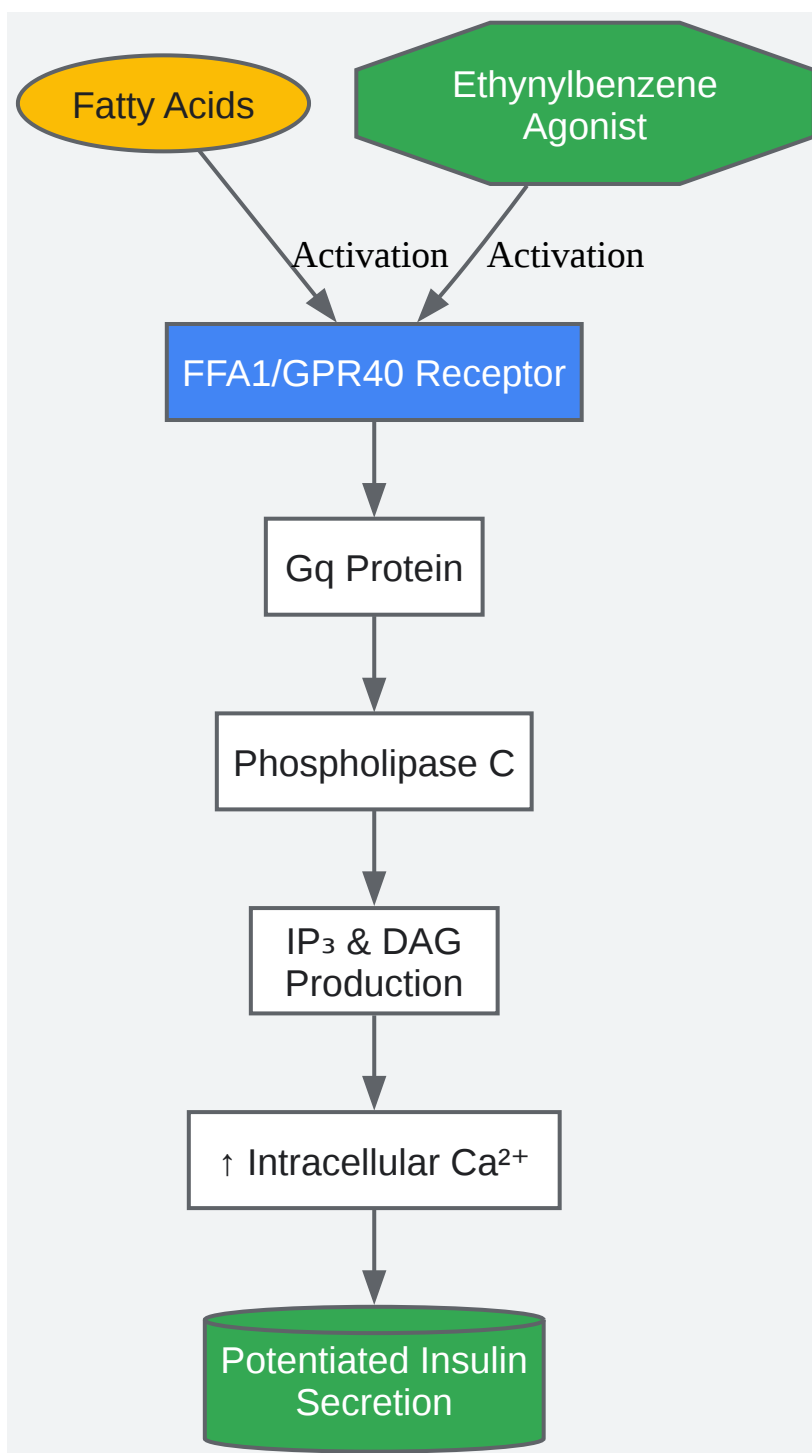 Fatty Acids
Ethynylbenzene
Agonist
Activation
Activation
FFA1/GPR40 Receptor
Gq Protein
Phospholipase C
IP₃ & DAG
Production
↑ Intracellular Ca²⁺
Potentiated Insulin
Secretion